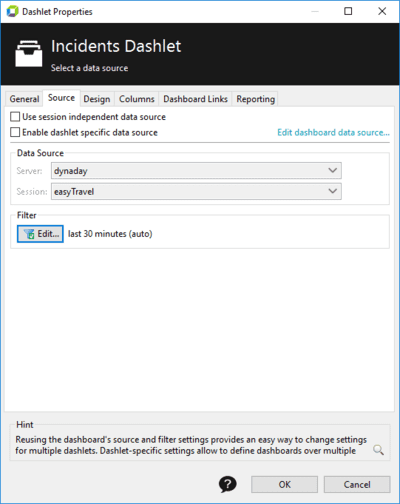 Dashlet Properties
Incidents Dashlet
Select a data source
General Source Design Columns Dashboard Links Reporting
Use session independent data source
Enable dashlet specific data source Edit dashboard data source...
Data Source
Server: dynaday
Session: easyTravel
Filter
Edit... last 30 minutes (auto)
Hint
Reusing the dashboard's source and filter settings provides an easy way to change settings
for multiple dashlets. Dashlet-specific settings allow to define dashboards over multiple
? OK Cancel